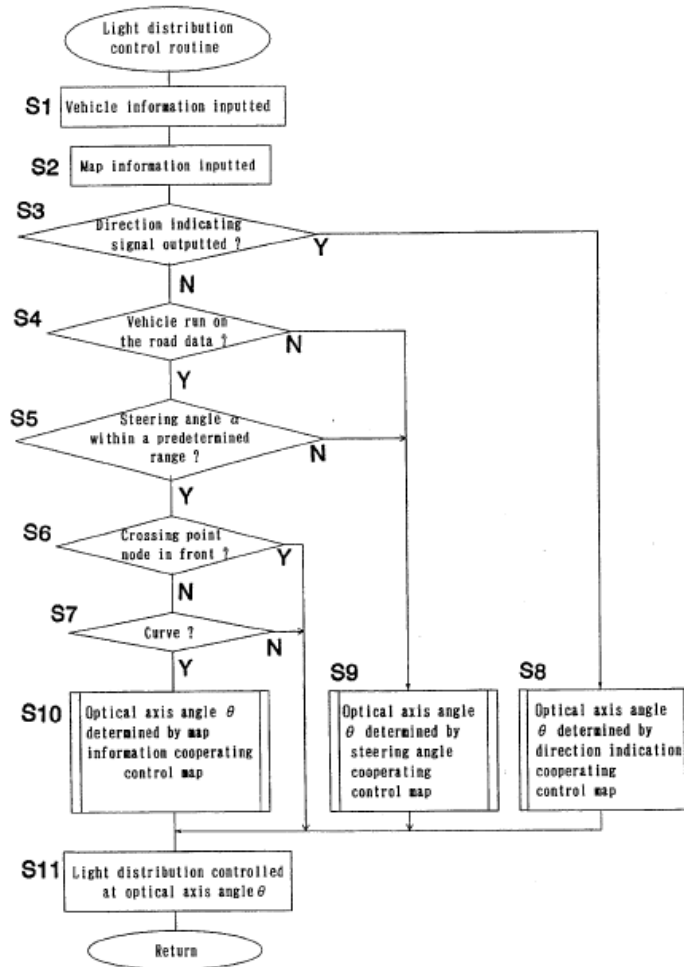 Light distribution
control routine
S1
Vehicle information inputted
S2
Map information inputted
S3
Direction indicating
signal outputted ?
Y
N
S4
Vehicle run on
the road data ?
N
Y
S5
Steering angle α
within a predetermined
range ?
N
Y
S6
Crossing point
node in front ?
Y
N
S7
Curve ?
N
Y
S10
Optical axis angle θ
determined by map
information cooperating
control map
S9
Optical axis angle
θ determined by
steering angle
cooperating
control map
S8
Optical axis angle
θ determined by
direction indication
cooperating
control map
S11
Light distribution controlled
at optical axis angle θ
Return